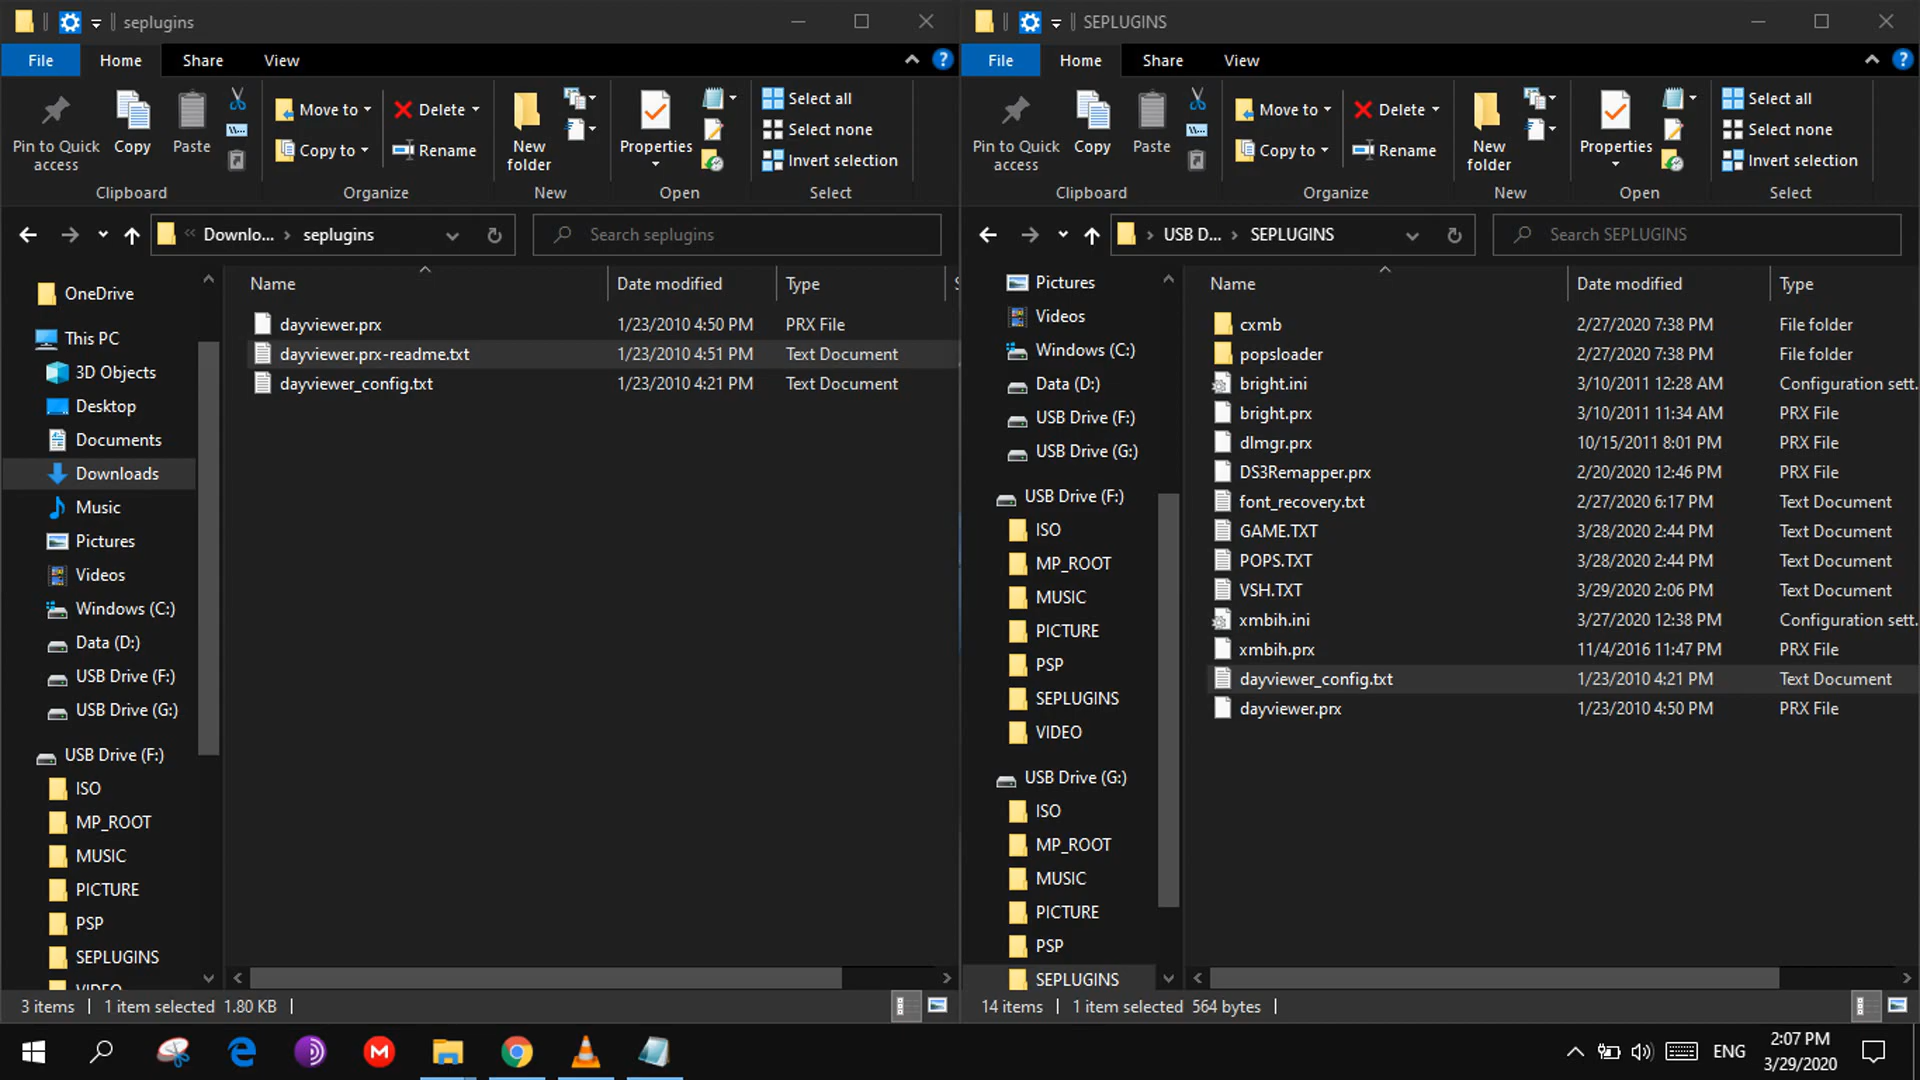 seplugins
File
Home
Share
View
Pin to Quick access
Copy
Paste
Move to
Copy to
Delete
Rename
New folder
Properties
Select all
Select none
Invert selection
Clipboard
Organize
New
Open
Select
Downlo... › seplugins
Search seplugins
OneDrive
This PC
3D Objects
Desktop
Documents
Downloads
Music
Pictures
Videos
Windows (C:)
Data (D:)
USB Drive (F:)
USB Drive (G:)
USB Drive (F:)
ISO
MP_ROOT
MUSIC
PICTURE
PSP
SEPLUGINS
VIDEO
Name Date modified Type
dayviewer.prx 1/23/2010 4:50 PM PRX File
dayviewer.prx-readme.txt 1/23/2010 4:51 PM Text Document
dayviewer_config.txt 1/23/2010 4:21 PM Text Document
3 items 1 item selected 1.80 KB
SEPLUGINS
File
Home
Share
View
Pin to Quick access
Copy
Paste
Move to
Copy to
Delete
Rename
New folder
Properties
Select all
Select none
Invert selection
Clipboard
Organize
New
Open
Select
USB D... › SEPLUGINS
Search SEPLUGINS
Pictures
Videos
Windows (C:)
Data (D:)
USB Drive (F:)
USB Drive (G:)
USB Drive (F:)
ISO
MP_ROOT
MUSIC
PICTURE
PSP
SEPLUGINS
VIDEO
USB Drive (G:)
ISO
MP_ROOT
MUSIC
PICTURE
PSP
SEPLUGINS
Name Date modified Type
cxmb 2/27/2020 7:38 PM File folder
popsloader 2/27/2020 7:38 PM File folder
bright.ini 3/10/2011 12:28 AM Configuration sett...
bright.prx 3/10/2011 11:34 AM PRX File
dlmgr.prx 10/15/2011 8:01 PM PRX File
DS3Remapper.prx 2/20/2020 12:46 PM PRX File
font_recovery.txt 2/27/2020 6:17 PM Text Document
GAME.TXT 3/28/2020 2:44 PM Text Document
POPS.TXT 3/28/2020 2:44 PM Text Document
VSH.TXT 3/29/2020 2:06 PM Text Document
xmbih.ini 3/27/2020 12:38 PM Configuration sett...
xmbih.prx 11/4/2016 11:47 PM PRX File
dayviewer_config.txt 1/23/2010 4:21 PM Text Document
dayviewer.prx 1/23/2010 4:50 PM PRX File
14 items 1 item selected 564 bytes
ENG
2:07 PM
3/29/2020